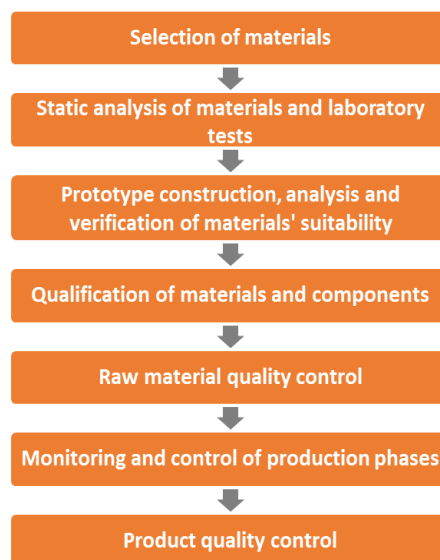 Selection of materials
Static analysis of materials and laboratory
tests
Prototype construction, analysis and
verification of materials' suitability
Qualification of materials and components
Raw material quality control
Monitoring and control of production phases
Product quality control